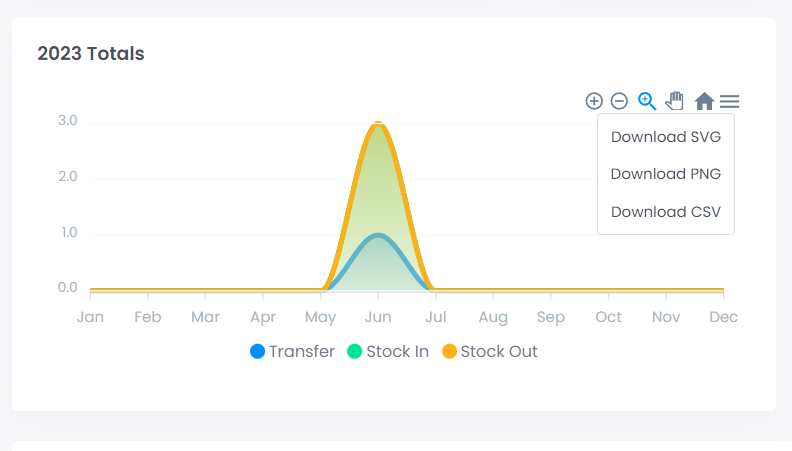 2023 Totals
Download SVG
Download PNG
Download CSV
3.0
2.0
1.0
0.0
Jan Feb Mar Apr May Jun Jul Aug Sep Oct Nov Dec
Transfer Stock In Stock Out